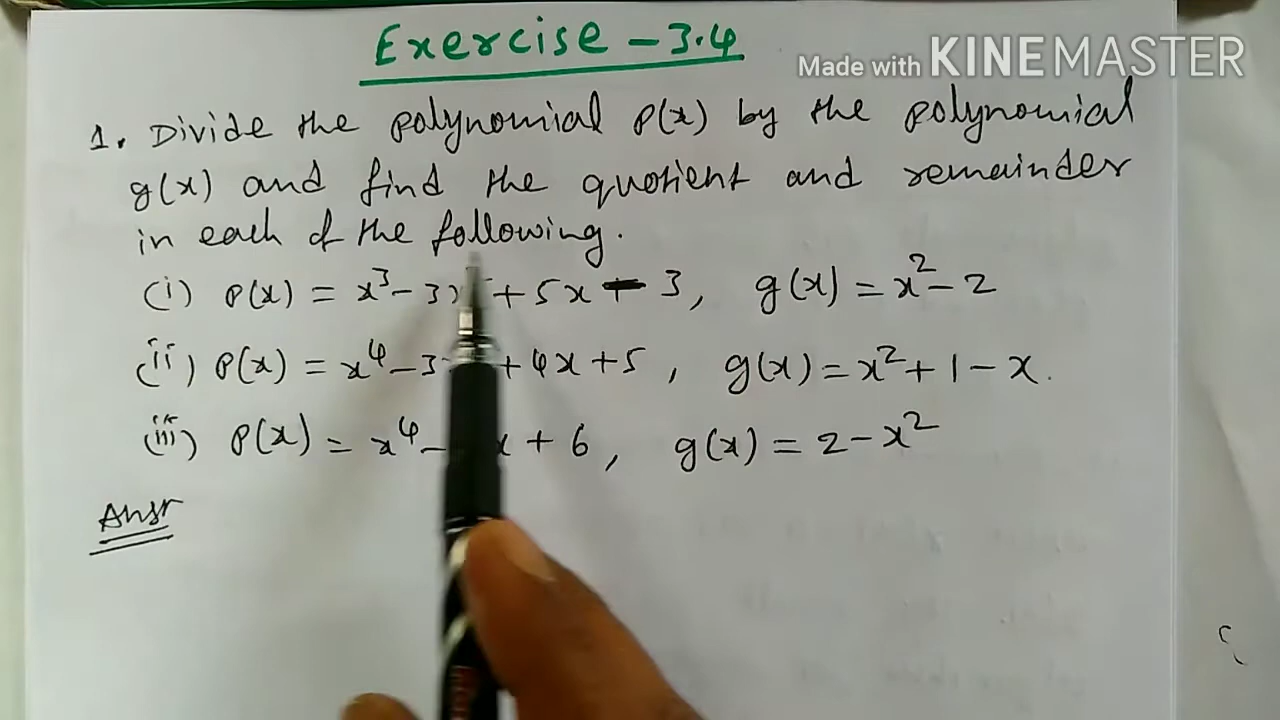 Exercise - 3.4
Made with KINEMASTER
1. Divide the polynomial p(x) by the polynomial
g(x) and find the quotient and remainder
in each of the following.
(i) p(x) = x³ - 3x + 5x - 3, g(x) = x² - 2
(ii) p(x) = x⁴ - 3 + 4x + 5, g(x) = x² + 1 - x.
(iii) p(x) = x⁴ - x + 6, g(x) = 2 - x²
Ansr